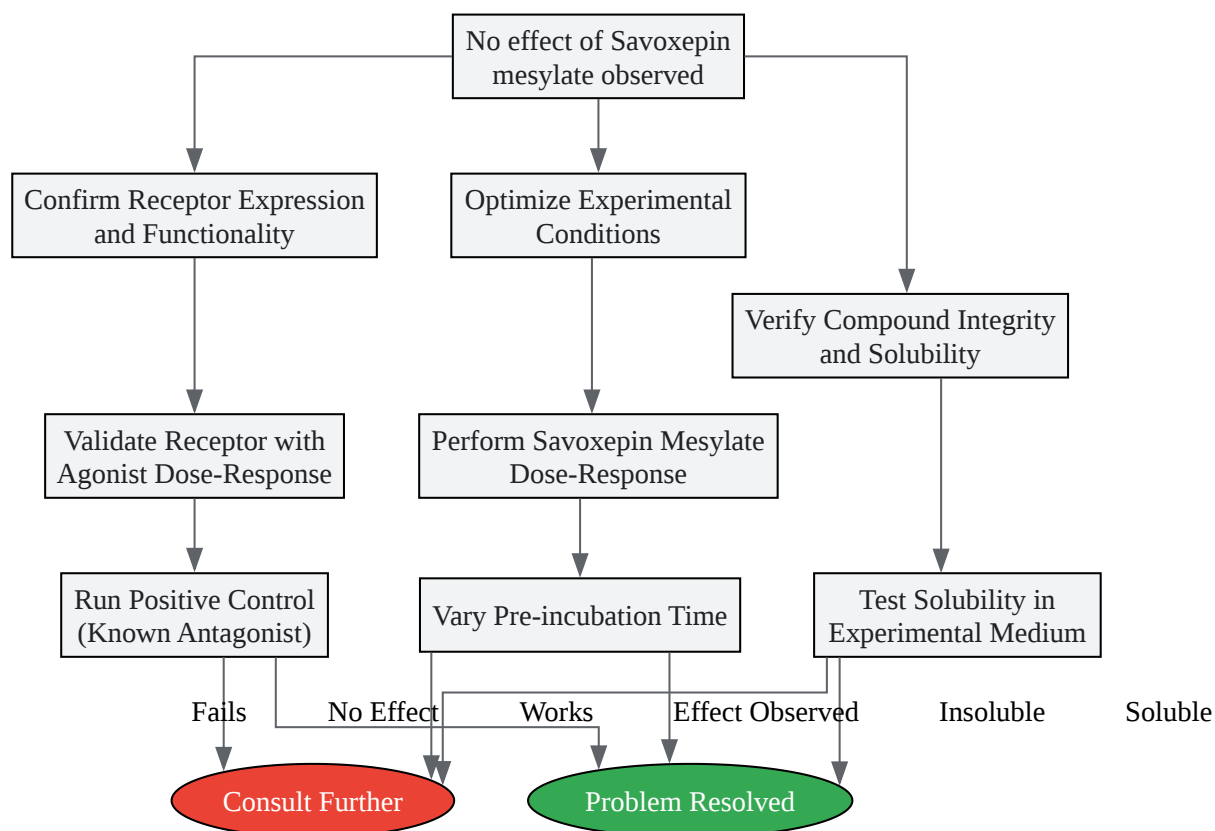 No effect of Savoxepin
mesylate observed
Confirm Receptor Expression
and Functionality
Optimize Experimental
Conditions
Verify Compound Integrity
and Solubility
Validate Receptor with
Agonist Dose-Response
Perform Savoxepin Mesylate
Dose-Response
Run Positive Control
(Known Antagonist)
Vary Pre-incubation Time
Test Solubility in
Experimental Medium
Fails
No Effect
Works
Effect Observed
Insoluble
Soluble
Consult Further
Problem Resolved